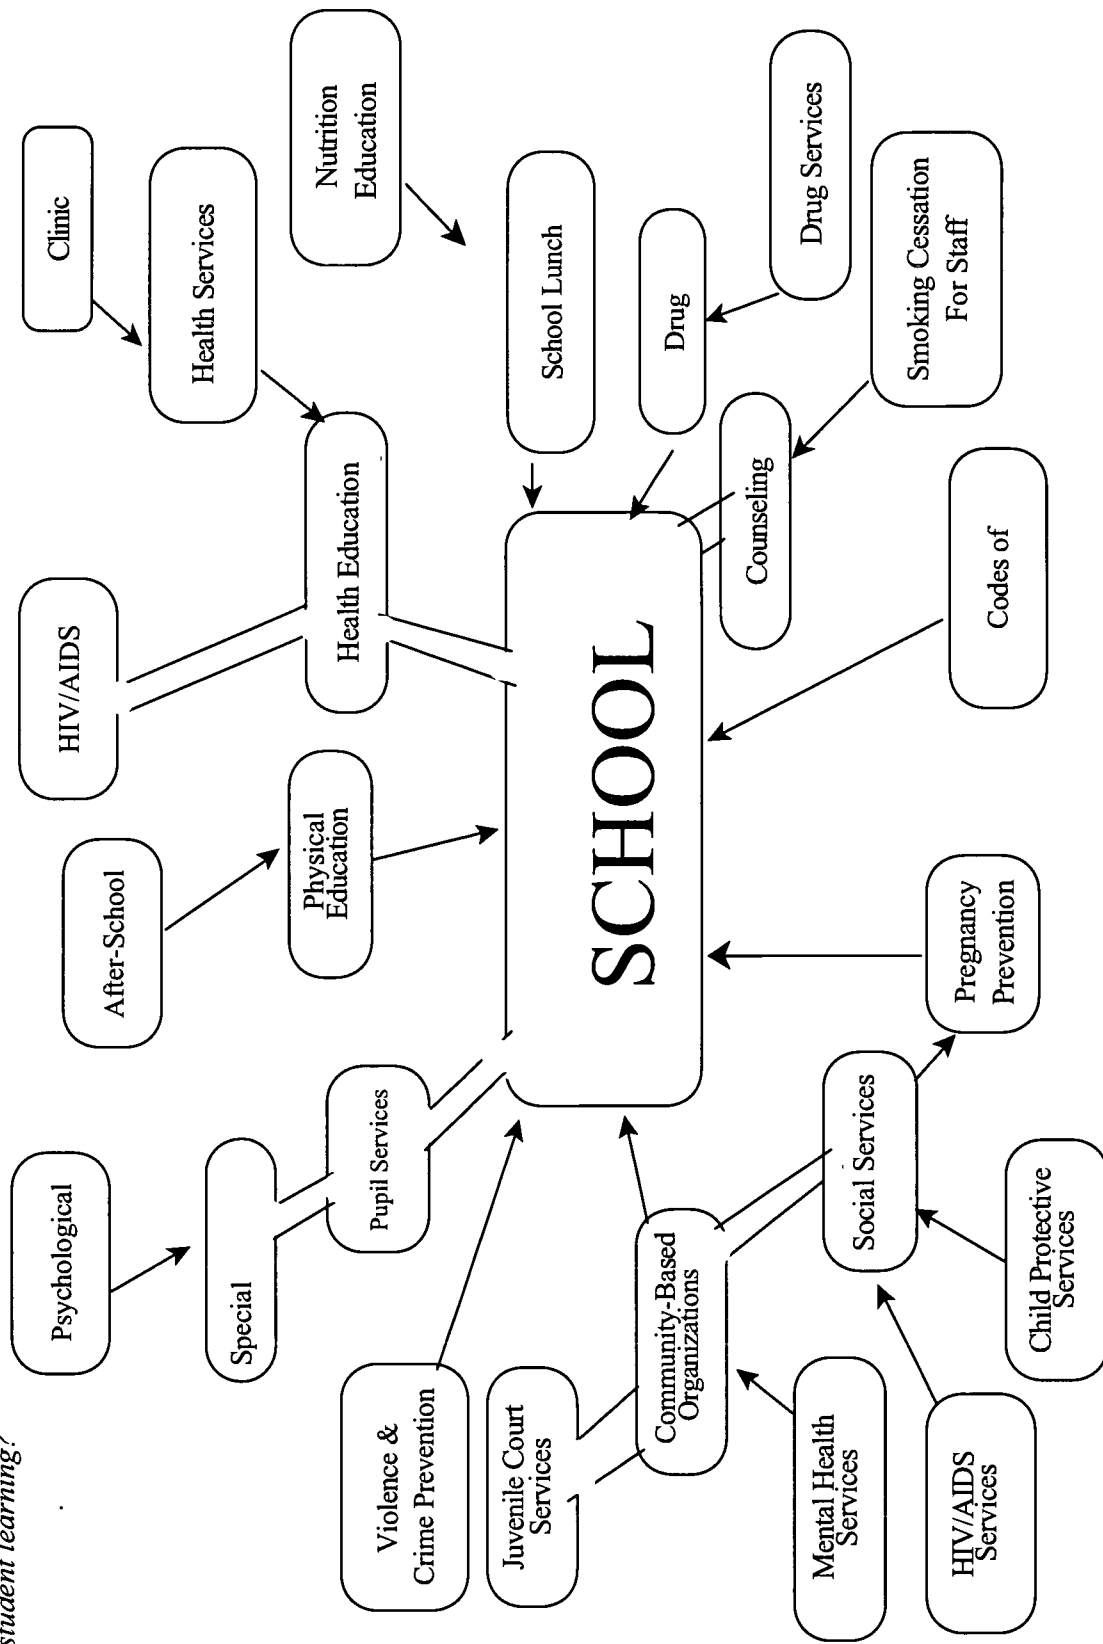 student learning?
Psychological
HIV/AIDS
Clinic
After-School
Health Services
Special
Physical
Education
Nutrition
Education
Health Education
Pupil Services
Violence &
Crime Prevention
Juvenile Court
Services
School Lunch
SCHOOL
Community-Based
Organizations
Drug
Counseling
Drug Services
Mental Health
Services
Social Services
Smoking Cessation
For Staff
HIV/AIDS
Services
Pregnancy
Prevention
Codes of
Child Protective
Services